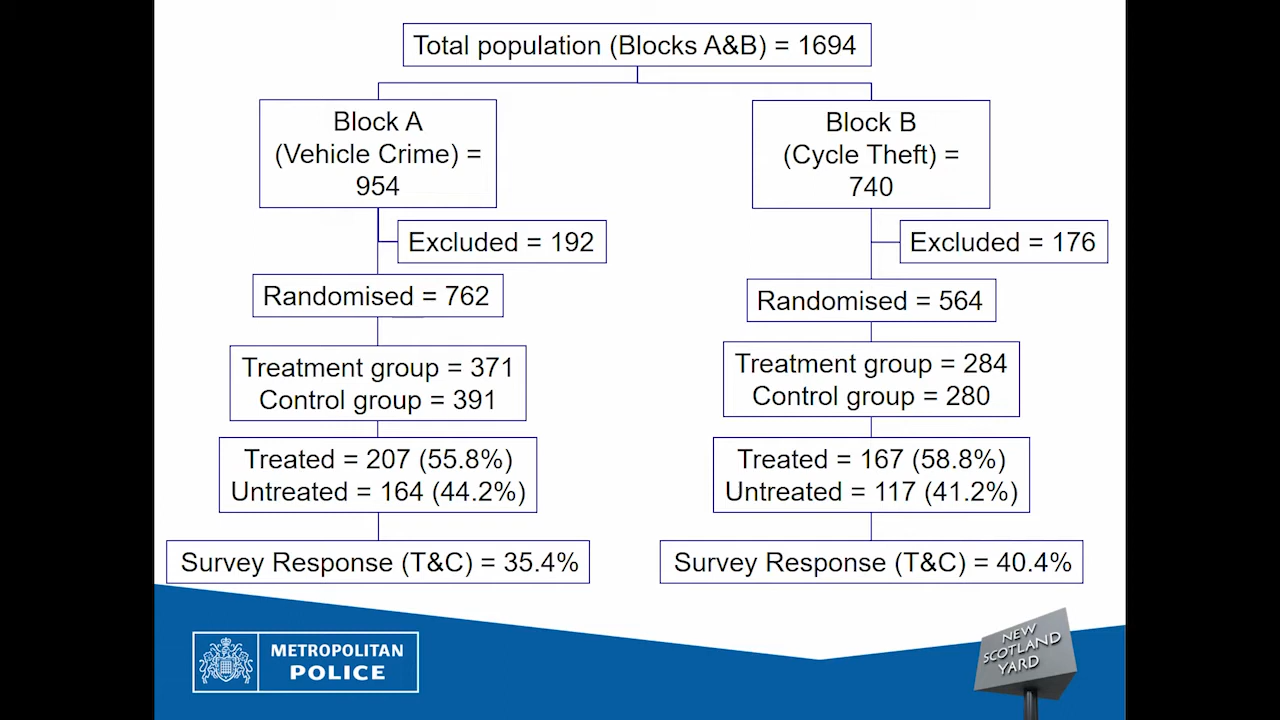 Total population (Blocks A&B) = 1694
Block A
(Vehicle Crime) =
954
Block B
(Cycle Theft) =
740
Excluded = 192
Excluded = 176
Randomised = 762
Randomised = 564
Treatment group = 371
Control group = 391
Treatment group = 284
Control group = 280
Treated = 207 (55.8%)
Untreated = 164 (44.2%)
Treated = 167 (58.8%)
Untreated = 117 (41.2%)
Survey Response (T&C) = 35.4%
Survey Response (T&C) = 40.4%
METROPOLITAN
POLICE
NEW
SCOTLAND
YARD